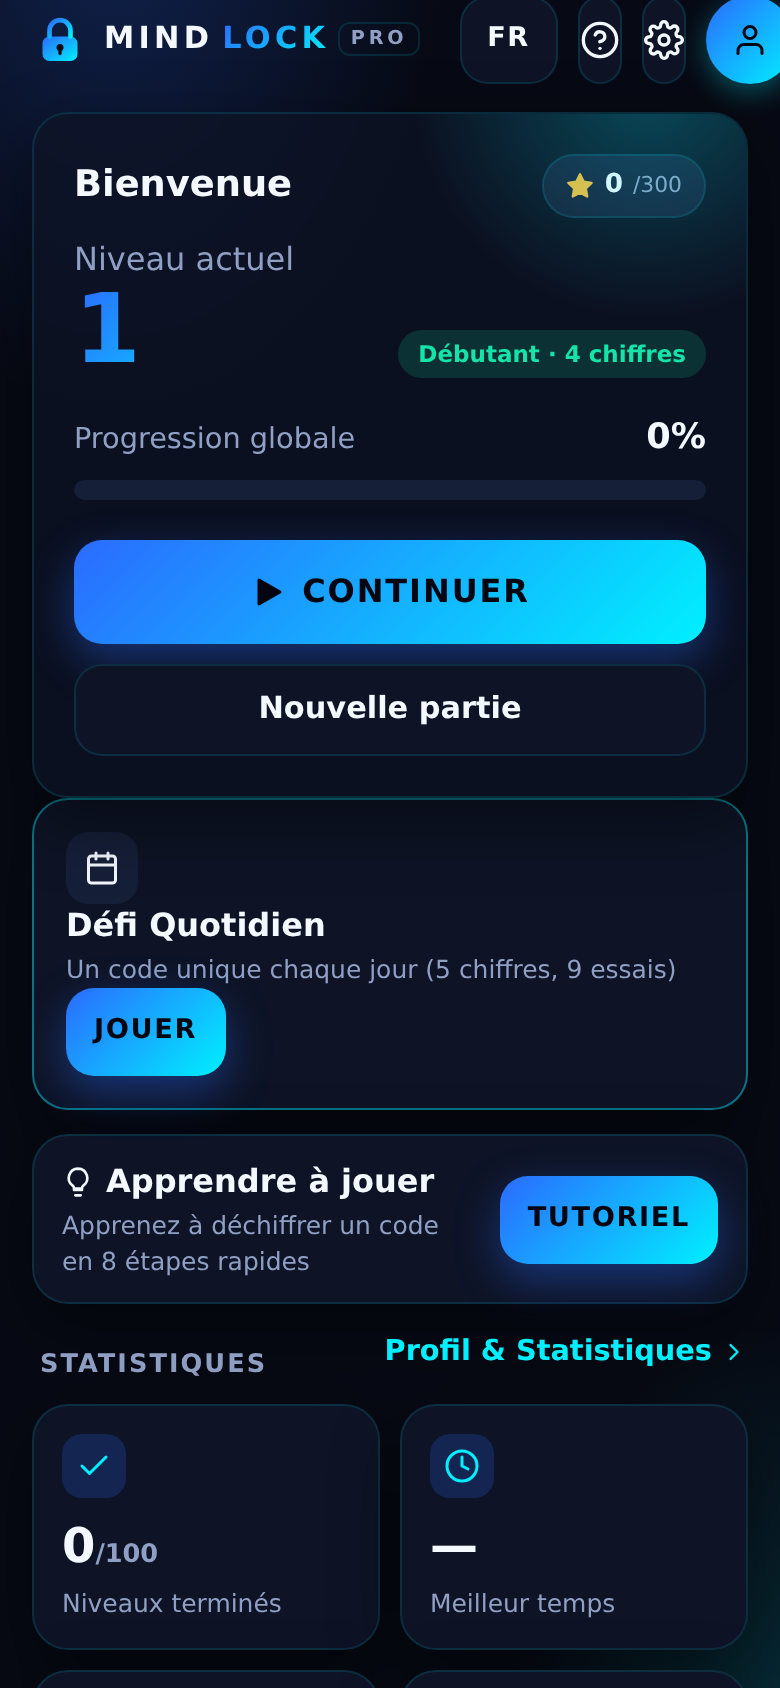 MIND LOCK PRO FR
Bienvenue
0 /300
Niveau actuel
1
Débutant · 4 chiffres
Progression globale
0%
CONTINUER
Nouvelle partie
Défi Quotidien
Un code unique chaque jour (5 chiffres, 9 essais)
JOUER
Apprendre à jouer
Apprenez à déchiffrer un code
en 8 étapes rapides
TUTORIEL
STATISTIQUES
Profil & Statistiques
0/100
Niveaux terminés
—
Meilleur temps